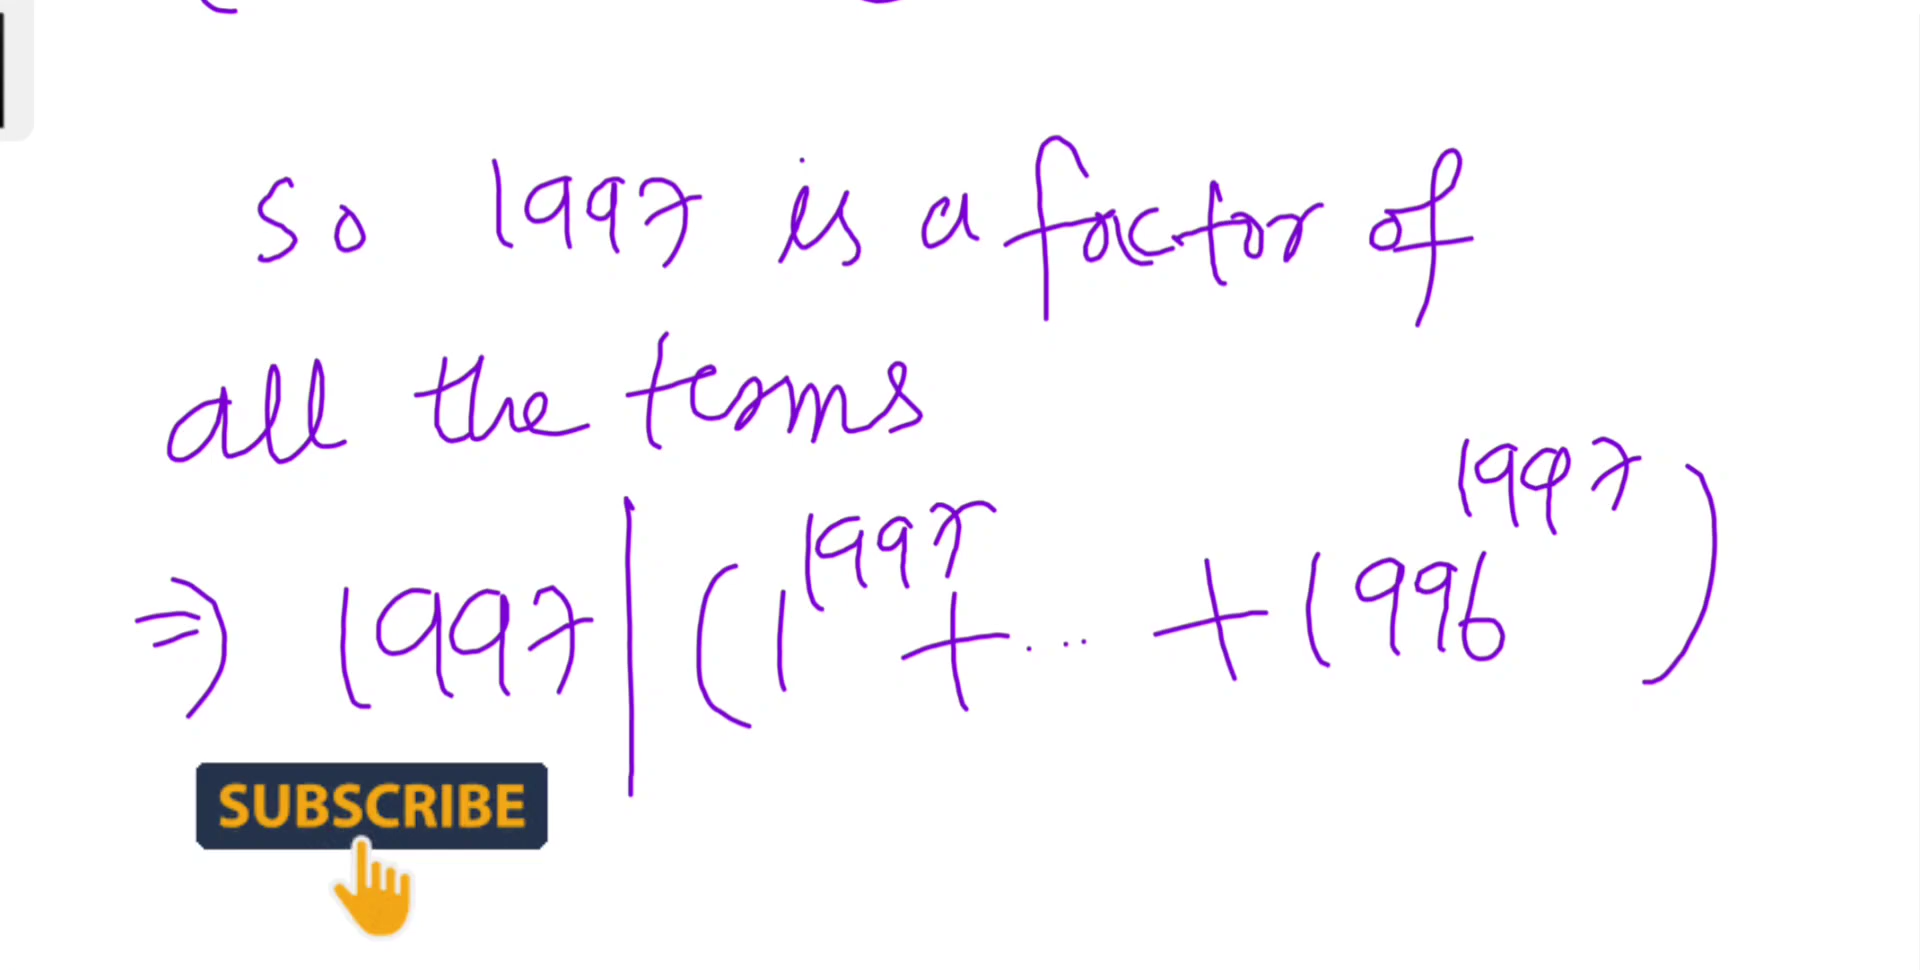 So 1997 is a factor of
all the terms
⇒ 1997 | (1^1997 + ... + 1996^1997)
SUBSCRIBE